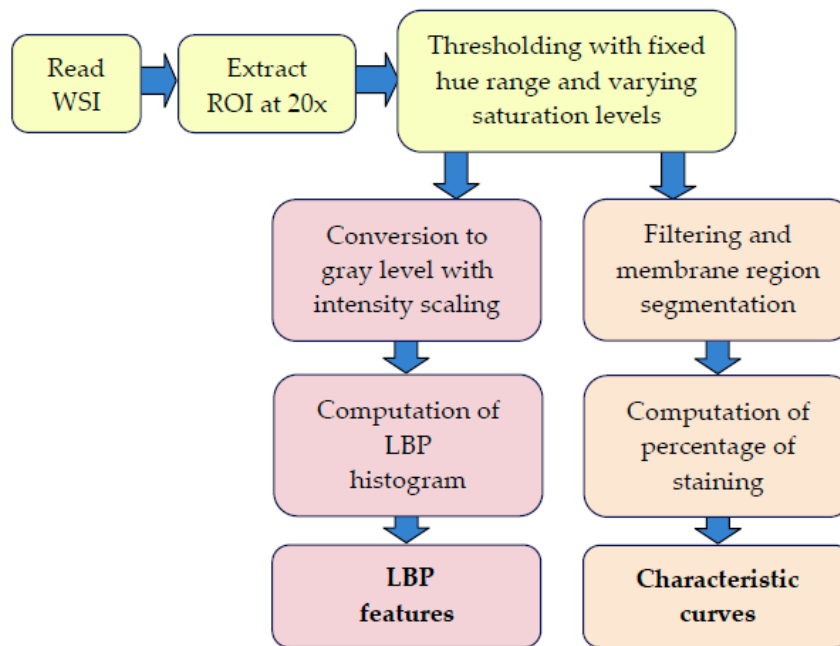 Read
WSI
Extract
ROI at 20x
Thresholding with fixed
hue range and varying
saturation levels
Conversion to
gray level with
intensity scaling
Filtering and
membrane region
segmentation
Computation of
LBP
histogram
Computation of
percentage of
staining
LBP
features
Characteristic
curves